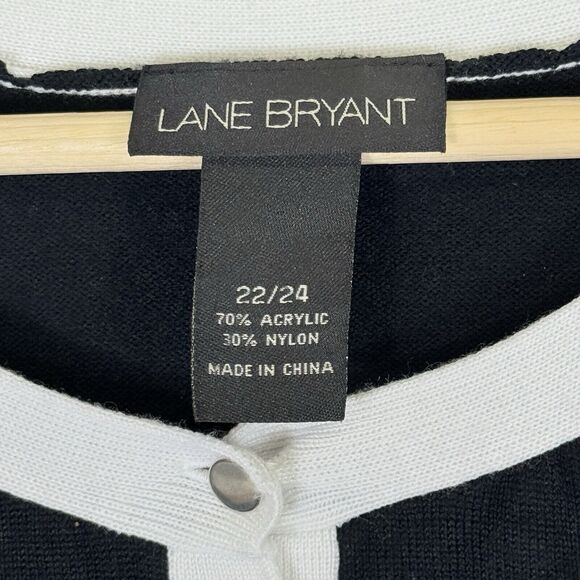 LANE BRYANT
22/24
70% ACRYLIC
30% NYLON
MADE IN CHINA